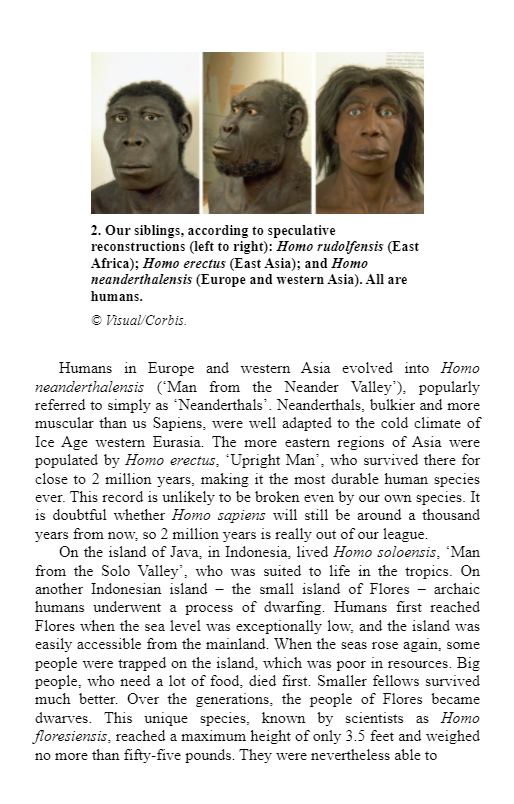 2. Our siblings, according to speculative
reconstructions (left to right): Homo rudolfensis (East
Africa); Homo erectus (East Asia); and Homo
neanderthalensis (Europe and western Asia). All are
humans.
© Visual/Corbis.
Humans in Europe and western Asia evolved into Homo
neanderthalensis (‘Man from the Neander Valley’), popularly
referred to simply as ‘Neanderthals’. Neanderthals, bulkier and more
muscular than us Sapiens, were well adapted to the cold climate of
Ice Age western Eurasia. The more eastern regions of Asia were
populated by Homo erectus, ‘Upright Man’, who survived there for
close to 2 million years, making it the most durable human species
ever. This record is unlikely to be broken even by our own species. It
is doubtful whether Homo sapiens will still be around a thousand
years from now, so 2 million years is really out of our league.
On the island of Java, in Indonesia, lived Homo soloensis, ‘Man
from the Solo Valley’, who was suited to life in the tropics. On
another Indonesian island – the small island of Flores – archaic
humans underwent a process of dwarfing. Humans first reached
Flores when the sea level was exceptionally low, and the island was
easily accessible from the mainland. When the seas rose again, some
people were trapped on the island, which was poor in resources. Big
people, who need a lot of food, died first. Smaller fellows survived
much better. Over the generations, the people of Flores became
dwarves. This unique species, known by scientists as Homo
floresiensis, reached a maximum height of only 3.5 feet and weighed
no more than fifty-five pounds. They were nevertheless able to